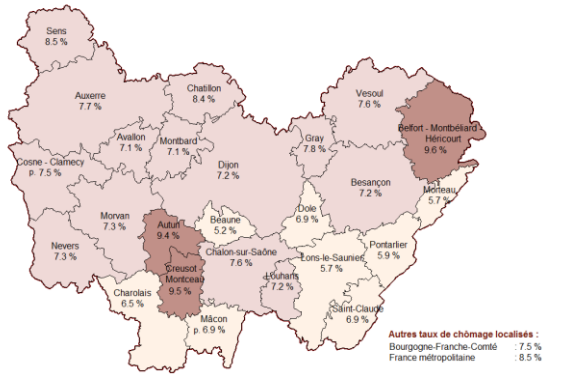 Sens
8.5 %
Auxerre
7.7 %
Chatillon
8.4 %
Vesoul
7.6 %
Belfort - Montbéliard -
Héricourt
9.6 %
Avallon
7.1 %
Montbard
7.1 %
Gray
7.8 %
Dijon
7.2 %
Cosne - Clamecy
p. 7.5 %
Besançon
7.2 %
Morteau
5.7 %
Morvan
7.3 %
Autun
9.4 %
Beaune
5.2 %
Dole
6.9 %
Nevers
7.3 %
Creusot -
Montceau
9.5 %
Chalon-sur-Saône
7.6 %
Louhans
7.2 %
Lons-le-Saunier
5.7 %
Pontarlier
5.9 %
Charolais
6.5 %
Mâcon
p. 6.9 %
Saint-Claude
6.9 %
Autres taux de chômage localisés :
Bourgogne-Franche-Comté : 7.5 %
France métropolitaine : 8.5 %